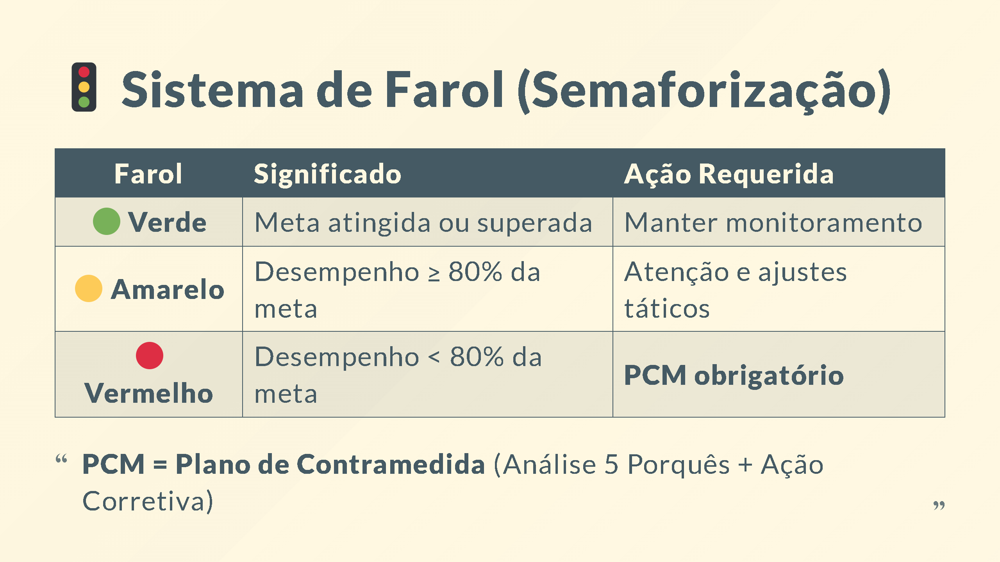 Sistema de Farol (Semaforização)
Farol Significado Ação Requerida
Verde Meta atingida ou superada Manter monitoramento
Amarelo
Desempenho ≥ 80% da
meta
Atenção e ajustes
táticos
Vermelho
Desempenho < 80% da
meta
PCM obrigatório
“ PCM = Plano de Contramedida (Análise 5 Porquês + Ação
Corretiva) ”